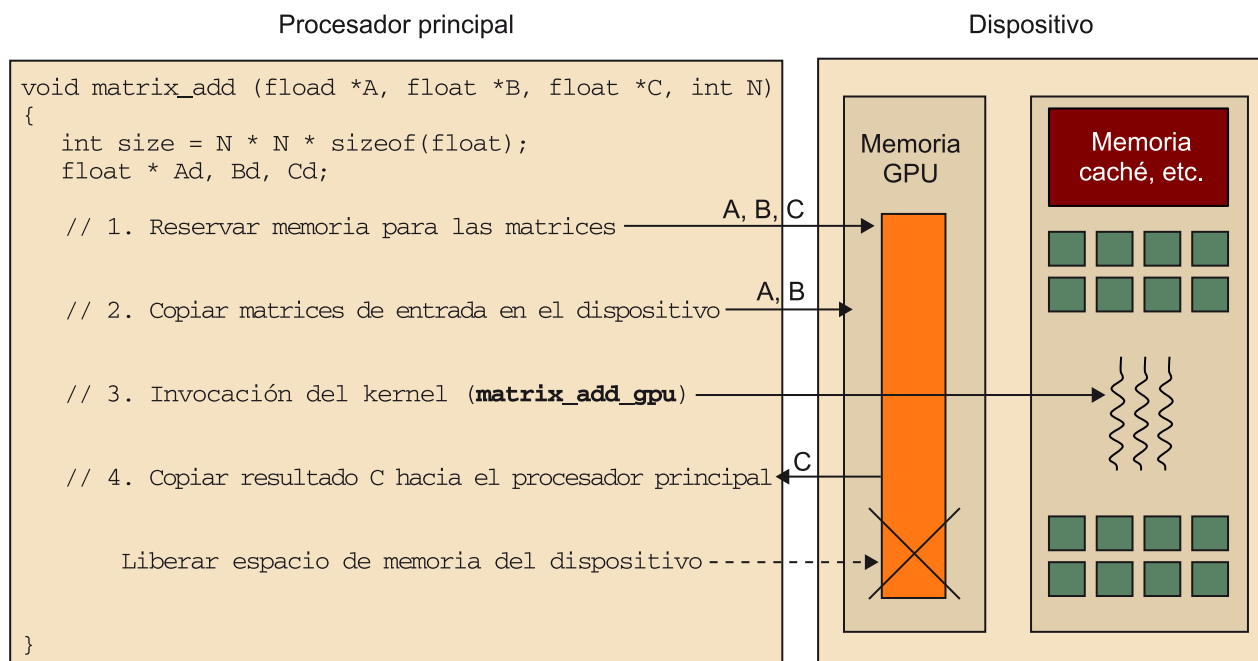 Procesador principal
Dispositivo
void matrix_add (fload *A, float *B, float *C, int N)
{
int size = N * N * sizeof(float);
float * Ad, Bd, Cd;
// 1. Reservar memoria para las matrices
A, B, C
// 2. Copiar matrices de entrada en el dispositivo
A, B
// 3. Invocación del kernel (matrix_add_gpu)
// 4. Copiar resultado C hacia el procesador principal
C
Liberar espacio de memoria del dispositivo
}
Memoria
GPU
Memoria
caché, etc.